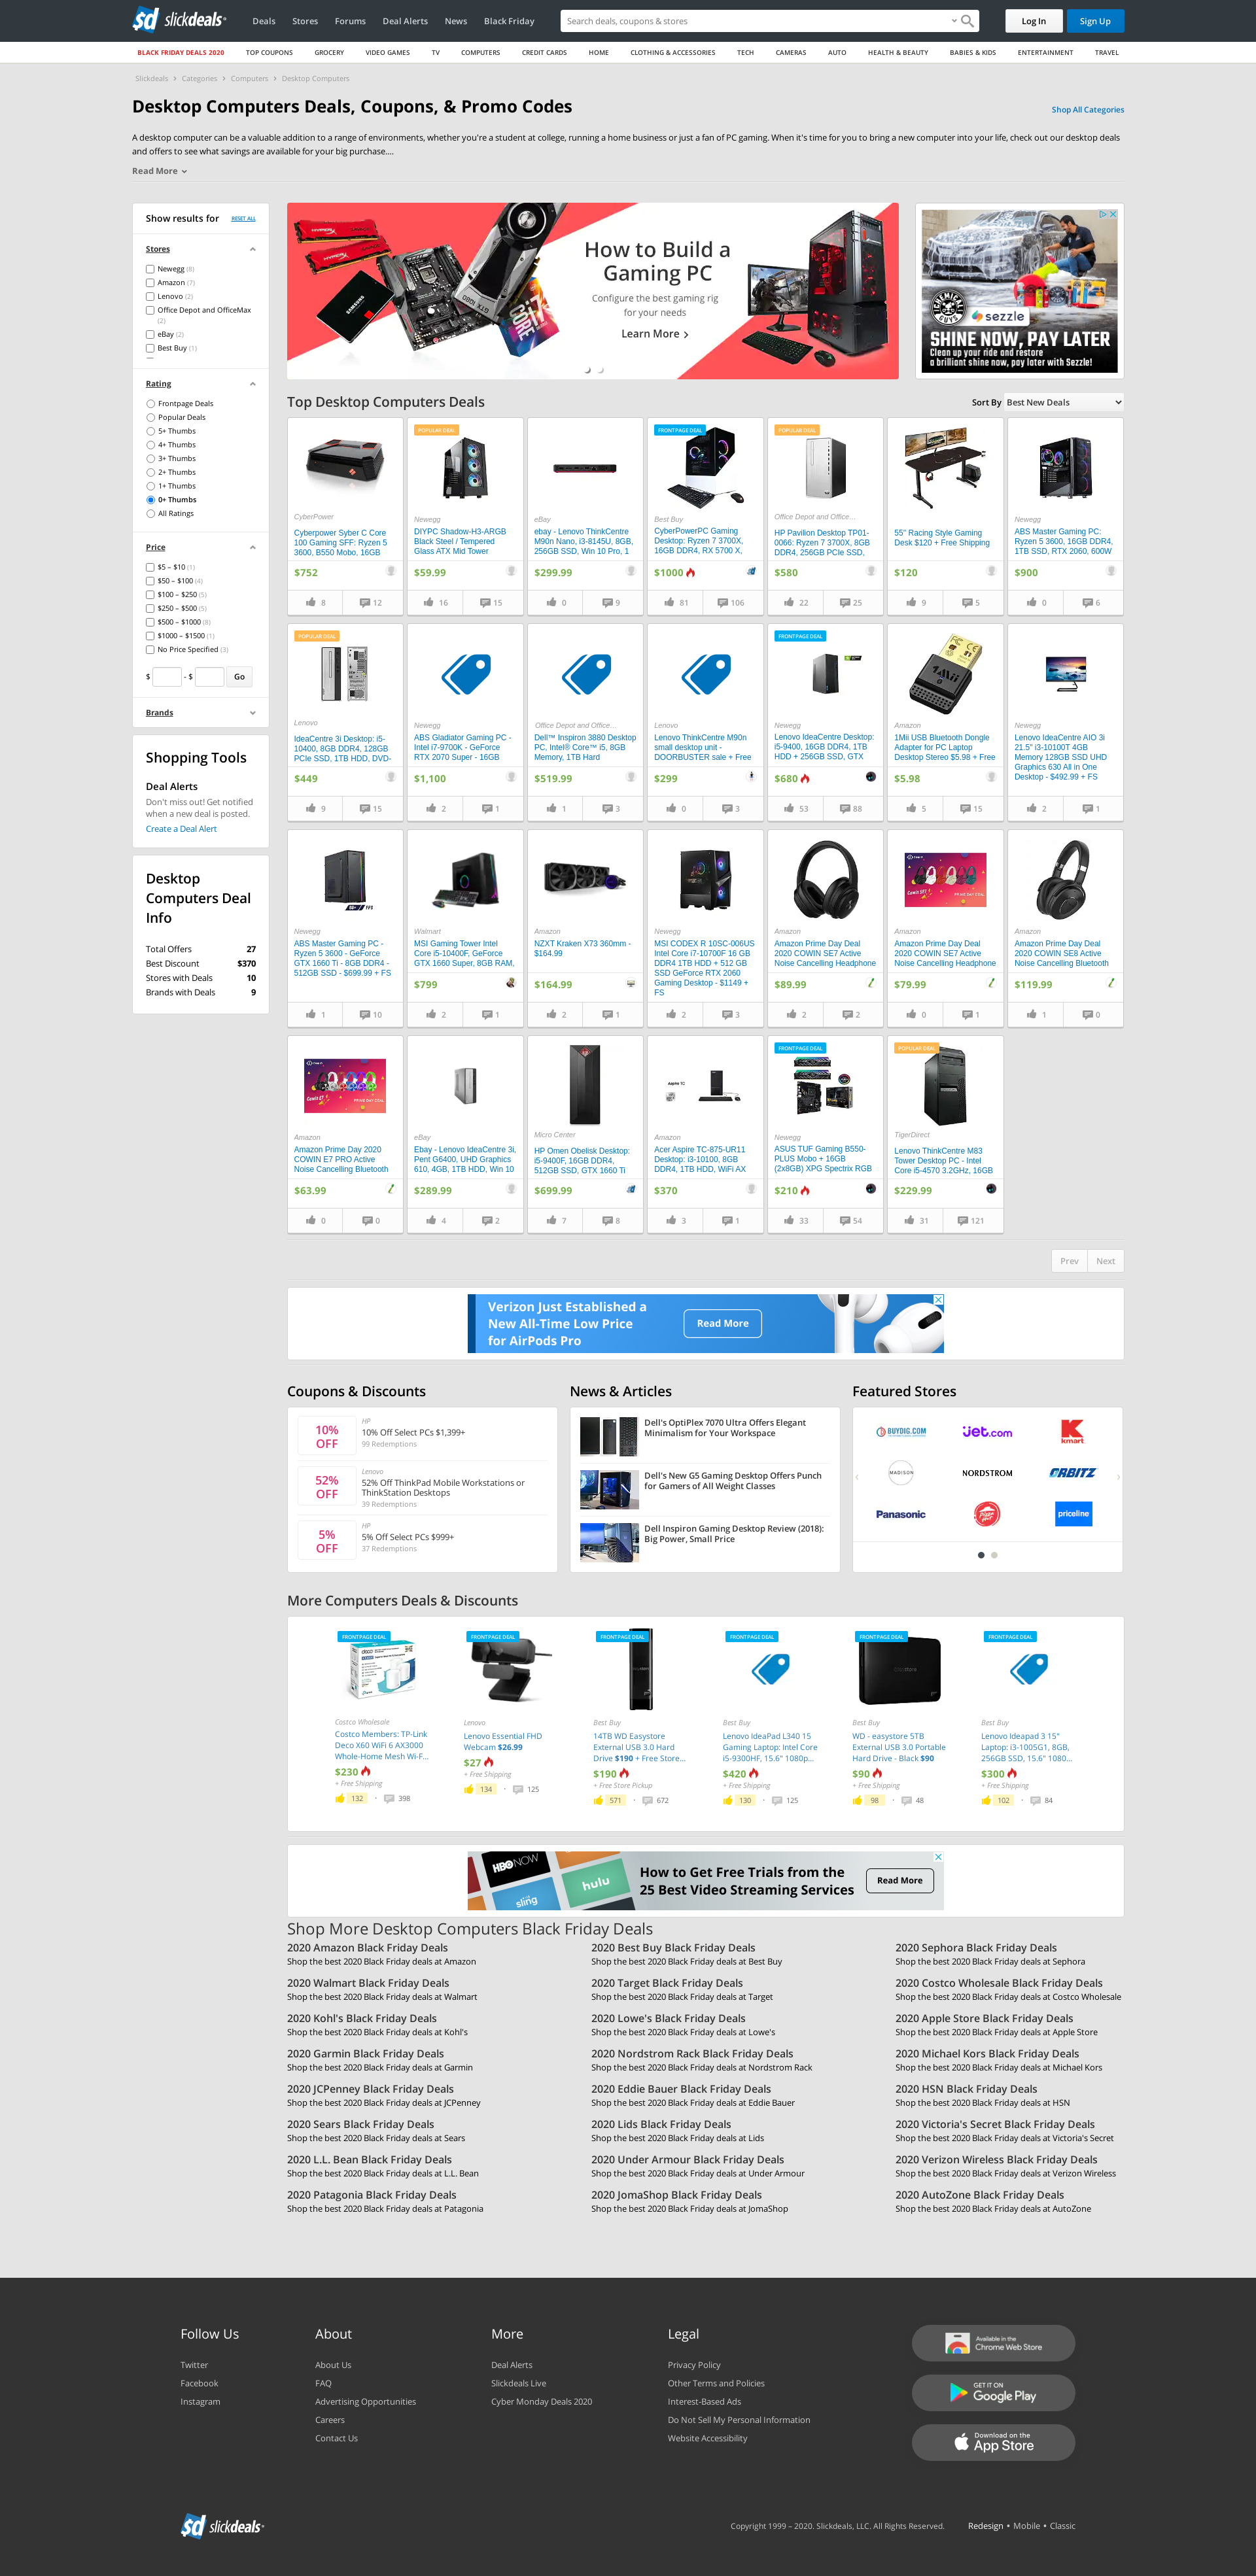 slickdeals
Deals
Stores
Forums
Deal Alerts
News
Black Friday
Search deals, coupons & stores
Log In
Sign Up
BLACK FRIDAY DEALS 2020
TOP COUPONS
GROCERY
VIDEO GAMES
TV
COMPUTERS
CREDIT CARDS
HOME
CLOTHING & ACCESSORIES
TECH
CAMERAS
AUTO
HEALTH & BEAUTY
BABIES & KIDS
ENTERTAINMENT
TRAVEL
Slickdeals > Categories > Computers > Desktop Computers
Desktop Computers Deals, Coupons, & Promo Codes
Shop All Categories
A desktop computer can be a valuable addition to a range of environments, whether you're a student at college, running a home business or just a fan of PC gaming. When it's time for you to bring a new computer into your life, check out our desktop deals
and offers to see what savings are available for your big purchase....
Read More
Show results for
RESET ALL
Stores
Newegg (8)
Amazon (7)
Lenovo (2)
Office Depot and OfficeMax
(2)
eBay (2)
Best Buy (1)
Rating
Frontpage Deals
Popular Deals
5+ Thumbs
4+ Thumbs
3+ Thumbs
2+ Thumbs
1+ Thumbs
0+ Thumbs
All Ratings
Price
$5 – $10 (1)
$50 – $100 (4)
$100 – $250 (5)
$250 – $500 (5)
$500 – $1000 (8)
$1000 – $1500 (1)
No Price Specified (3)
$ - $ Go
Brands
Shopping Tools
Deal Alerts
Don't miss out! Get notified
when a new deal is posted.
Create a Deal Alert
Desktop
Computers Deal
Info
Total Offers 27
Best Discount $370
Stores with Deals 10
Brands with Deals 9
How to Build a
Gaming PC
Configure the best gaming rig
for your needs
Learn More
SAMSUNG
GTX 1080
CHEMICAL GUYS
sezzle
SHINE NOW, PAY LATER
Clean up your ride and restore
a brilliant shine now, pay later with Sezzle!
Top Desktop Computers Deals
Sort By Best New Deals
CyberPower
Cyberpower Syber C Core
100 Gaming SFF: Ryzen 5
3600, B550 Mobo, 16GB
$752
8
12
POPULAR DEAL
Newegg
DIYPC Shadow-H3-ARGB
Black Steel / Tempered
Glass ATX Mid Tower
$59.99
16
15
eBay
ebay - Lenovo ThinkCentre
M90n Nano, i3-8145U, 8GB,
256GB SSD, Win 10 Pro, 1
$299.99
0
9
FRONTPAGE DEAL
Best Buy
CyberPowerPC Gaming
Desktop: Ryzen 7 3700X,
16GB DDR4, RX 5700 X,
$1000
81
106
POPULAR DEAL
Office Depot and Office...
HP Pavilion Desktop TP01-
0066: Ryzen 7 3700X, 8GB
DDR4, 256GB PCIe SSD,
$580
22
25
55" Racing Style Gaming
Desk $120 + Free Shipping
$120
9
5
Newegg
ABS Master Gaming PC:
Ryzen 5 3600, 16GB DDR4,
1TB SSD, RTX 2060, 600W
$900
0
6
POPULAR DEAL
Lenovo
IdeaCentre 3i Desktop: i5-
10400, 8GB DDR4, 128GB
PCIe SSD, 1TB HDD, DVD-
$449
9
15
Newegg
ABS Gladiator Gaming PC -
Intel i7-9700K - GeForce
RTX 2070 Super - 16GB
$1,100
2
1
Office Depot and Office...
Dell™ Inspiron 3880 Desktop
PC, Intel® Core™ i5, 8GB
Memory, 1TB Hard
$519.99
1
3
Lenovo
Lenovo ThinkCentre M90n
small desktop unit -
DOORBUSTER sale + Free
$299
0
3
FRONTPAGE DEAL
Newegg
Lenovo IdeaCentre Desktop:
i5-9400, 16GB DDR4, 1TB
HDD + 256GB SSD, GTX
$680
53
88
1Mii
Amazon
1Mii USB Bluetooth Dongle
Adapter for PC Laptop
Desktop Stereo $5.98 + Free
$5.98
5
15
Newegg
Lenovo IdeaCentre AIO 3i
21.5" i3-10100T 4GB
Memory 128GB SSD UHD
Graphics 630 All in One
Desktop - $492.99 + FS
2
1
60+ FPS
Newegg
ABS Master Gaming PC -
Ryzen 5 3600 - GeForce
GTX 1660 Ti - 8GB DDR4 -
512GB SSD - $699.99 + FS
1
10
Walmart
MSI Gaming Tower Intel
Core i5-10400F, GeForce
GTX 1660 Super, 8GB RAM,
$799
2
1
Amazon
NZXT Kraken X73 360mm -
$164.99
$164.99
2
1
Newegg
MSI CODEX R 10SC-006US
Intel Core i7-10700F 16 GB
DDR4 1TB HDD + 512 GB
SSD GeForce RTX 2060
Gaming Desktop - $1149 +
FS
2
3
Amazon
Amazon Prime Day Deal
2020 COWIN SE7 Active
Noise Cancelling Headphone
$89.99
2
2
PRIME DAY DEAL
Amazon
Amazon Prime Day Deal
2020 COWIN SE7 Active
Noise Cancelling Headphone
$79.99
0
1
Amazon
Amazon Prime Day Deal
2020 COWIN SE8 Active
Noise Cancelling Bluetooth
$119.99
1
0
PRIME DAY DEAL
Amazon
Amazon Prime Day 2020
COWIN E7 PRO Active
Noise Cancelling Bluetooth
$63.99
0
0
eBay
Ebay - Lenovo IdeaCentre 3i,
Pent G6400, UHD Graphics
610, 4GB, 1TB HDD, Win 10
$289.99
4
2
Micro Center
HP Omen Obelisk Desktop:
i5-9400F, 16GB DDR4,
512GB SSD, GTX 1660 Ti
$699.99
7
8
Aspire TC
Amazon
Acer Aspire TC-875-UR11
Desktop: i3-10100, 8GB
DDR4, 1TB HDD, WiFi AX
$370
3
1
FRONTPAGE DEAL
Newegg
ASUS TUF Gaming B550-
PLUS Mobo + 16GB
(2x8GB) XPG Spectrix RGB
$210
33
54
POPULAR DEAL
TigerDirect
Lenovo ThinkCentre M83
Tower Desktop PC - Intel
Core i5-4570 3.2GHz, 16GB
$229.99
31
121
Prev
Next
Verizon Just Established a
New All-Time Low Price
for AirPods Pro
Read More
Coupons & Discounts
10%
OFF
HP
10% Off Select PCs $1,399+
99 Redemptions
52%
OFF
Lenovo
52% Off ThinkPad Mobile Workstations or
ThinkStation Desktops
39 Redemptions
5%
OFF
HP
5% Off Select PCs $999+
37 Redemptions
News & Articles
Dell's OptiPlex 7070 Ultra Offers Elegant
Minimalism for Your Workspace
Dell's New G5 Gaming Desktop Offers Punch
for Gamers of All Weight Classes
Dell Inspiron Gaming Desktop Review (2018):
Big Power, Small Price
Featured Stores
BUYDIG.COM
jet.com
kmart
MADISON
NORDSTROM
ORBITZ
Panasonic
priceline
More Computers Deals & Discounts
FRONTPAGE DEAL
deco
Costco Wholesale
Costco Members: TP-Link
Deco X60 WiFi 6 AX3000
Whole-Home Mesh Wi-F...
$230
+ Free Shipping
132 • 398
FRONTPAGE DEAL
Lenovo
Lenovo Essential FHD
Webcam $26.99
$27
+ Free Shipping
134 • 125
FRONTPAGE DEAL
Best Buy
14TB WD Easystore
External USB 3.0 Hard
Drive $190 + Free Store...
$190
+ Free Store Pickup
571 • 672
FRONTPAGE DEAL
Best Buy
Lenovo IdeaPad L340 15
Gaming Laptop: Intel Core
i5-9300HF, 15.6" 1080p...
$420
+ Free Shipping
130 • 125
FRONTPAGE DEAL
Best Buy
WD - easystore 5TB
External USB 3.0 Portable
Hard Drive - Black $90
$90
+ Free Shipping
98 • 48
FRONTPAGE DEAL
Best Buy
Lenovo Ideapad 3 15"
Laptop: i3-1005G1, 8GB,
256GB SSD, 15.6" 1080...
$300
+ Free Shipping
102 • 84
HBO NOW
sling
hulu
How to Get Free Trials from the
25 Best Video Streaming Services
Read More
Shop More Desktop Computers Black Friday Deals
2020 Amazon Black Friday Deals
Shop the best 2020 Black Friday deals at Amazon
2020 Best Buy Black Friday Deals
Shop the best 2020 Black Friday deals at Best Buy
2020 Sephora Black Friday Deals
Shop the best 2020 Black Friday deals at Sephora
2020 Walmart Black Friday Deals
Shop the best 2020 Black Friday deals at Walmart
2020 Target Black Friday Deals
Shop the best 2020 Black Friday deals at Target
2020 Costco Wholesale Black Friday Deals
Shop the best 2020 Black Friday deals at Costco Wholesale
2020 Kohl's Black Friday Deals
Shop the best 2020 Black Friday deals at Kohl's
2020 Lowe's Black Friday Deals
Shop the best 2020 Black Friday deals at Lowe's
2020 Apple Store Black Friday Deals
Shop the best 2020 Black Friday deals at Apple Store
2020 Garmin Black Friday Deals
Shop the best 2020 Black Friday deals at Garmin
2020 Nordstrom Rack Black Friday Deals
Shop the best 2020 Black Friday deals at Nordstrom Rack
2020 Michael Kors Black Friday Deals
Shop the best 2020 Black Friday deals at Michael Kors
2020 JCPenney Black Friday Deals
Shop the best 2020 Black Friday deals at JCPenney
2020 Eddie Bauer Black Friday Deals
Shop the best 2020 Black Friday deals at Eddie Bauer
2020 HSN Black Friday Deals
Shop the best 2020 Black Friday deals at HSN
2020 Sears Black Friday Deals
Shop the best 2020 Black Friday deals at Sears
2020 Lids Black Friday Deals
Shop the best 2020 Black Friday deals at Lids
2020 Victoria's Secret Black Friday Deals
Shop the best 2020 Black Friday deals at Victoria's Secret
2020 L.L. Bean Black Friday Deals
Shop the best 2020 Black Friday deals at L.L. Bean
2020 Under Armour Black Friday Deals
Shop the best 2020 Black Friday deals at Under Armour
2020 Verizon Wireless Black Friday Deals
Shop the best 2020 Black Friday deals at Verizon Wireless
2020 Patagonia Black Friday Deals
Shop the best 2020 Black Friday deals at Patagonia
2020 JomaShop Black Friday Deals
Shop the best 2020 Black Friday deals at JomaShop
2020 AutoZone Black Friday Deals
Shop the best 2020 Black Friday deals at AutoZone
Follow Us
Twitter
Facebook
Instagram
About
About Us
FAQ
Advertising Opportunities
Careers
Contact Us
More
Deal Alerts
Slickdeals Live
Cyber Monday Deals 2020
Legal
Privacy Policy
Other Terms and Policies
Interest-Based Ads
Do Not Sell My Personal Information
Website Accessibility
Available in the
Chrome Web Store
GET IT ON
Google Play
Download on the
App Store
slickdeals
Copyright 1999 – 2020. Slickdeals, LLC. All Rights Reserved.
Redesign • Mobile • Classic